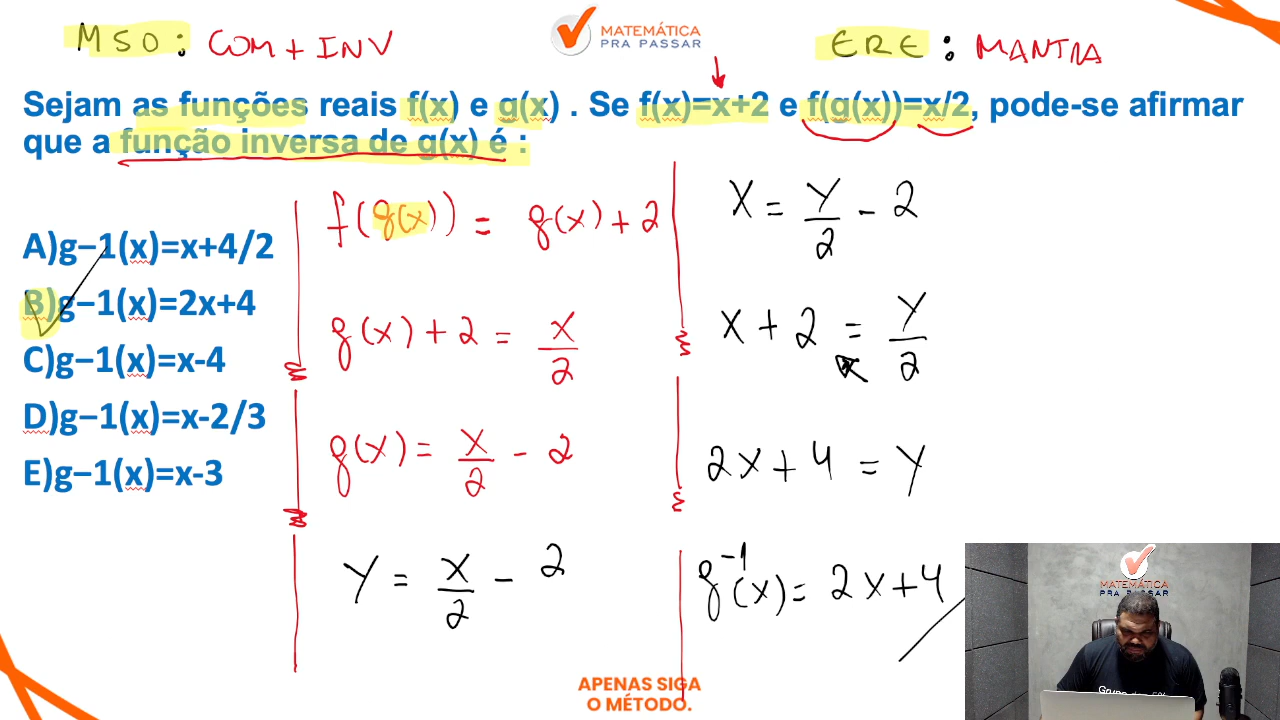 MSO: COM + INV
MATEMÁTICA
PRA PASSAR
ERE: MANTRA
Sejam as funções reais f(x) e g(x) . Se f(x)=x+2 e f(g(x))=x/2, pode-se afirmar
que a função inversa de g(x) é :
A)g−1(x)=x+4/2
B)g−1(x)=2x+4
C)g−1(x)=x-4
D)g−1(x)=x-2/3
E)g−1(x)=x-3
f(g(x)) = g(x)+2
g(x)+2 = x/2
g(x) = x/2 - 2
y = x/2 - 2
x = y/2 - 2
x+2 = y/2
2x+4 = y
g⁻¹(x) = 2x+4
MATEMÁTICA
PRA PASSAR
APENAS SIGA
O MÉTODO.